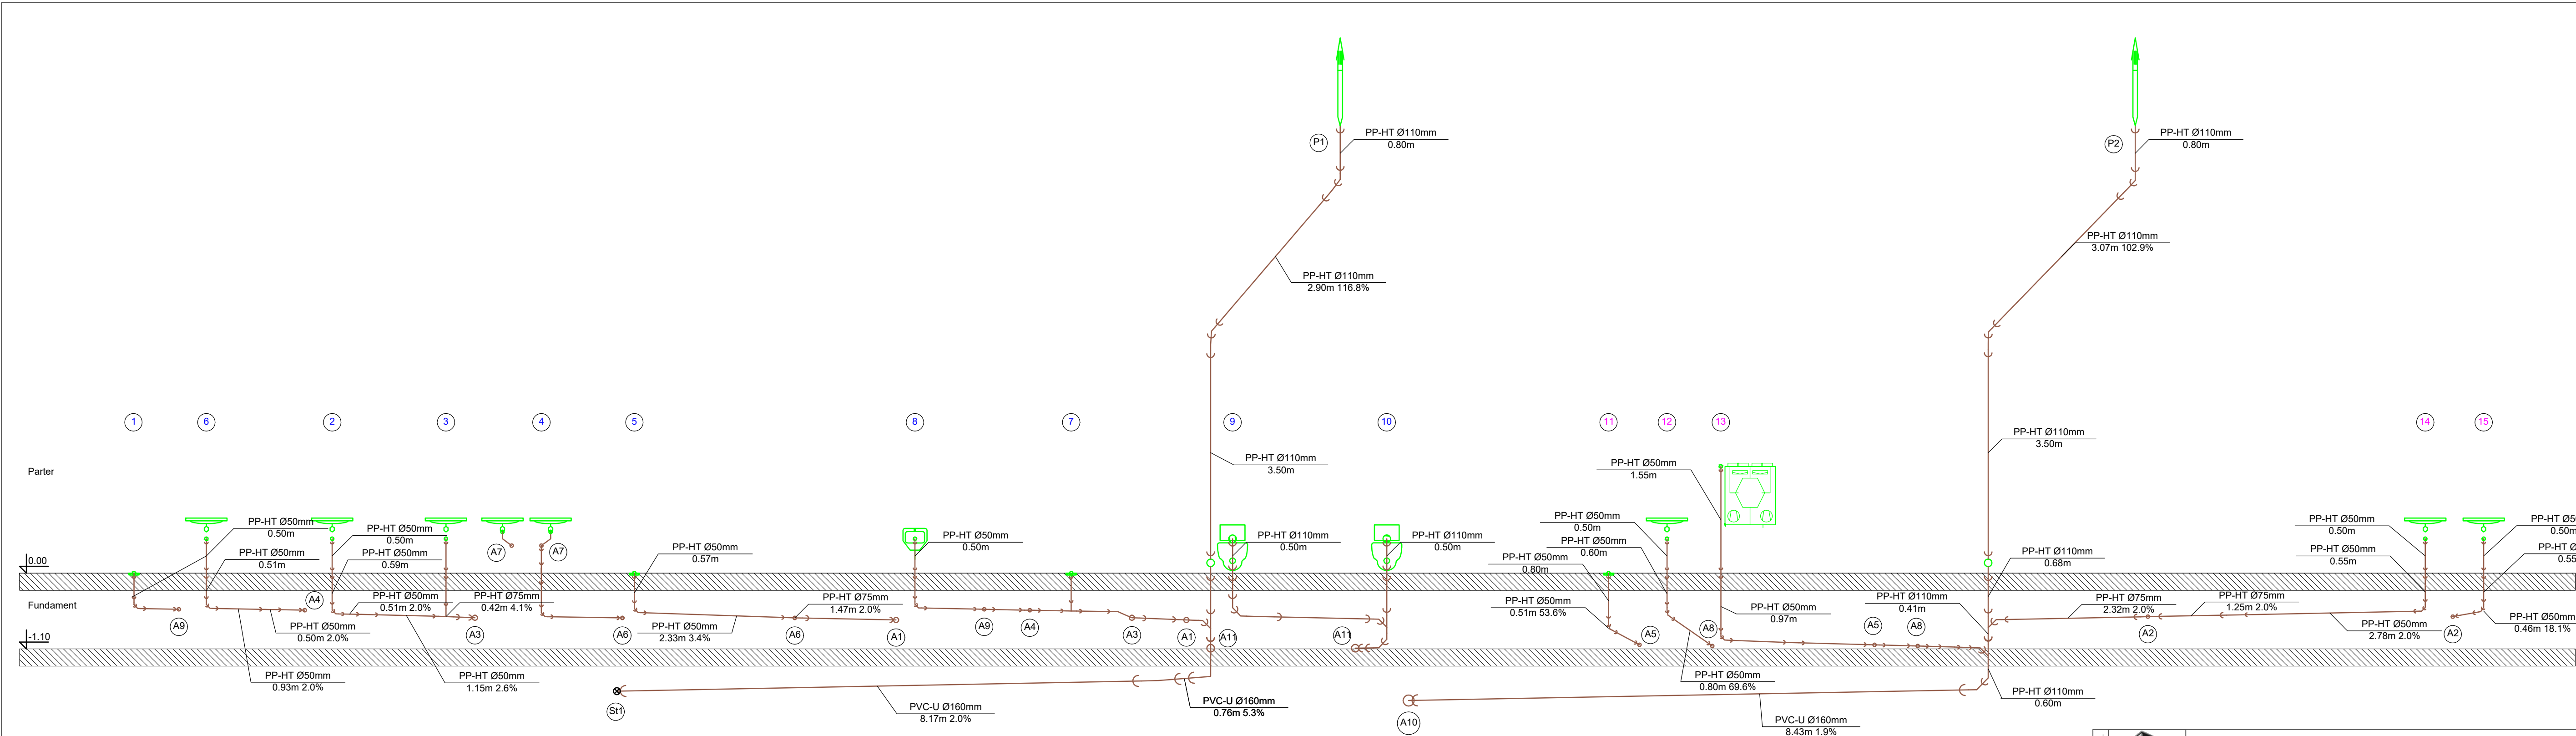 P1
PP-HT Ø110mm
0.80m
P2
PP-HT Ø110mm
0.80m
PP-HT Ø110mm
2.90m 116.8%
PP-HT Ø110mm
3.07m 102.9%
1
6
2
3
4
5
8
7
9
10
11
12
13
14
15
Parter
PP-HT Ø110mm
3.50m
PP-HT Ø50mm
1.55m
PP-HT Ø110mm
3.50m
PP-HT Ø50mm
0.50m
PP-HT Ø50mm
0.50m
PP-HT Ø50mm
0.51m
PP-HT Ø50mm
0.59m
A7
A7
PP-HT Ø50mm
0.57m
PP-HT Ø50mm
0.50m
PP-HT Ø110mm
0.50m
PP-HT Ø110mm
0.50m
PP-HT Ø50mm
0.50m
PP-HT Ø50mm
0.60m
PP-HT Ø50mm
0.80m
PP-HT Ø110mm
0.68m
PP-HT Ø50mm
0.50m
PP-HT Ø50mm
0.55m
0.00
Fundament
-1.10
A9
A4
PP-HT Ø50mm
0.51m 2.0%
PP-HT Ø75mm
0.42m 4.1%
A3
PP-HT Ø50mm
0.50m 2.0%
PP-HT Ø50mm
0.93m 2.0%
PP-HT Ø50mm
1.15m 2.6%
A6
PP-HT Ø50mm
2.33m 3.4%
A6
PP-HT Ø75mm
1.47m 2.0%
A1
A9
A4
A3
A1
A11
A11
PP-HT Ø50mm
0.51m 53.6%
A5
A8
PP-HT Ø50mm
0.97m
PP-HT Ø50mm
0.80m 69.6%
A5
A8
PP-HT Ø110mm
0.41m
PP-HT Ø110mm
0.60m
PP-HT Ø75mm
2.32m 2.0%
A2
PP-HT Ø75mm
1.25m 2.0%
PP-HT Ø50mm
2.78m 2.0%
A2
PP-HT Ø50mm
0.46m 18.1%
St1
PVC-U Ø160mm
8.17m 2.0%
PVC-U Ø160mm
0.76m 5.3%
A10
PVC-U Ø160mm
8.43m 1.9%